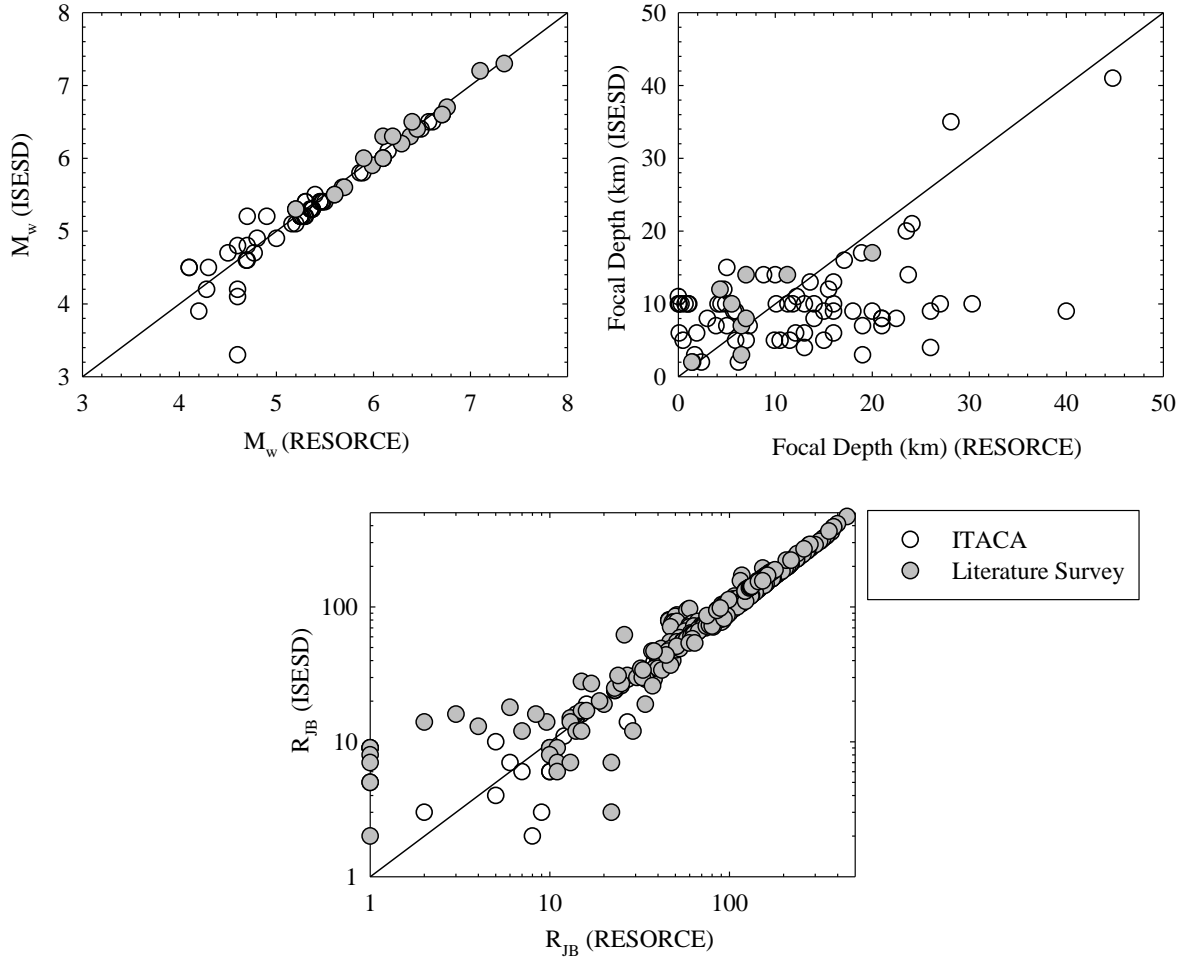 8
7
6
5
4
3
M_w (ISESD)
3 4 5 6 7 8
M_w (RESORCE)
50
40
30
20
10
0
Focal Depth (km) (ISESD)
0 10 20 30 40 50
Focal Depth (km) (RESORCE)
100
10
1
R_JB (ISESD)
1 10 100
R_JB (RESORCE)
ITACA
Literature Survey